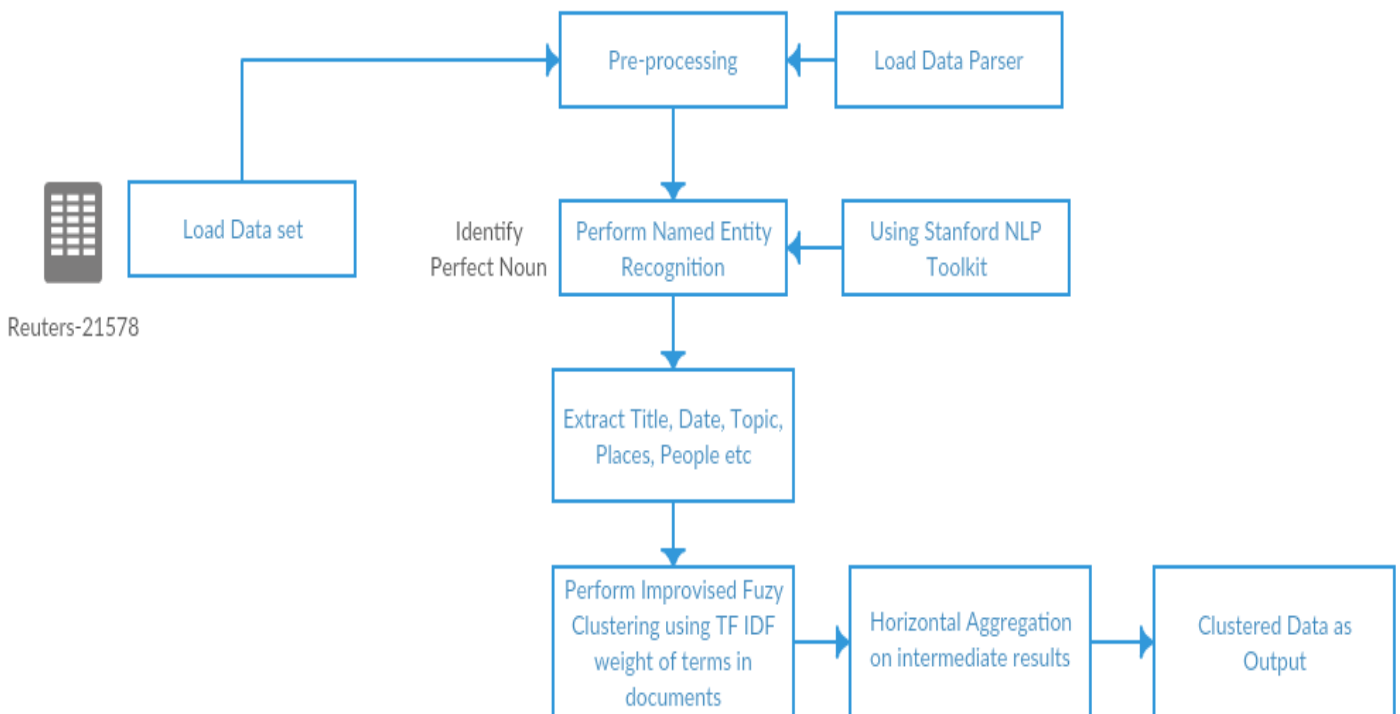 Pre-processing
Load Data Parser
Load Data set
Reuters-21578
Identify
Perfect Noun
Perform Named Entity
Recognition
Using Stanford NLP
Toolkit
Extract Title, Date, Topic,
Places, People etc
Perform Improvised Fuzy
Clustering using TF IDF
weight of terms in
documents
Horizontal Aggregation
on intermediate results
Clustered Data as
Output